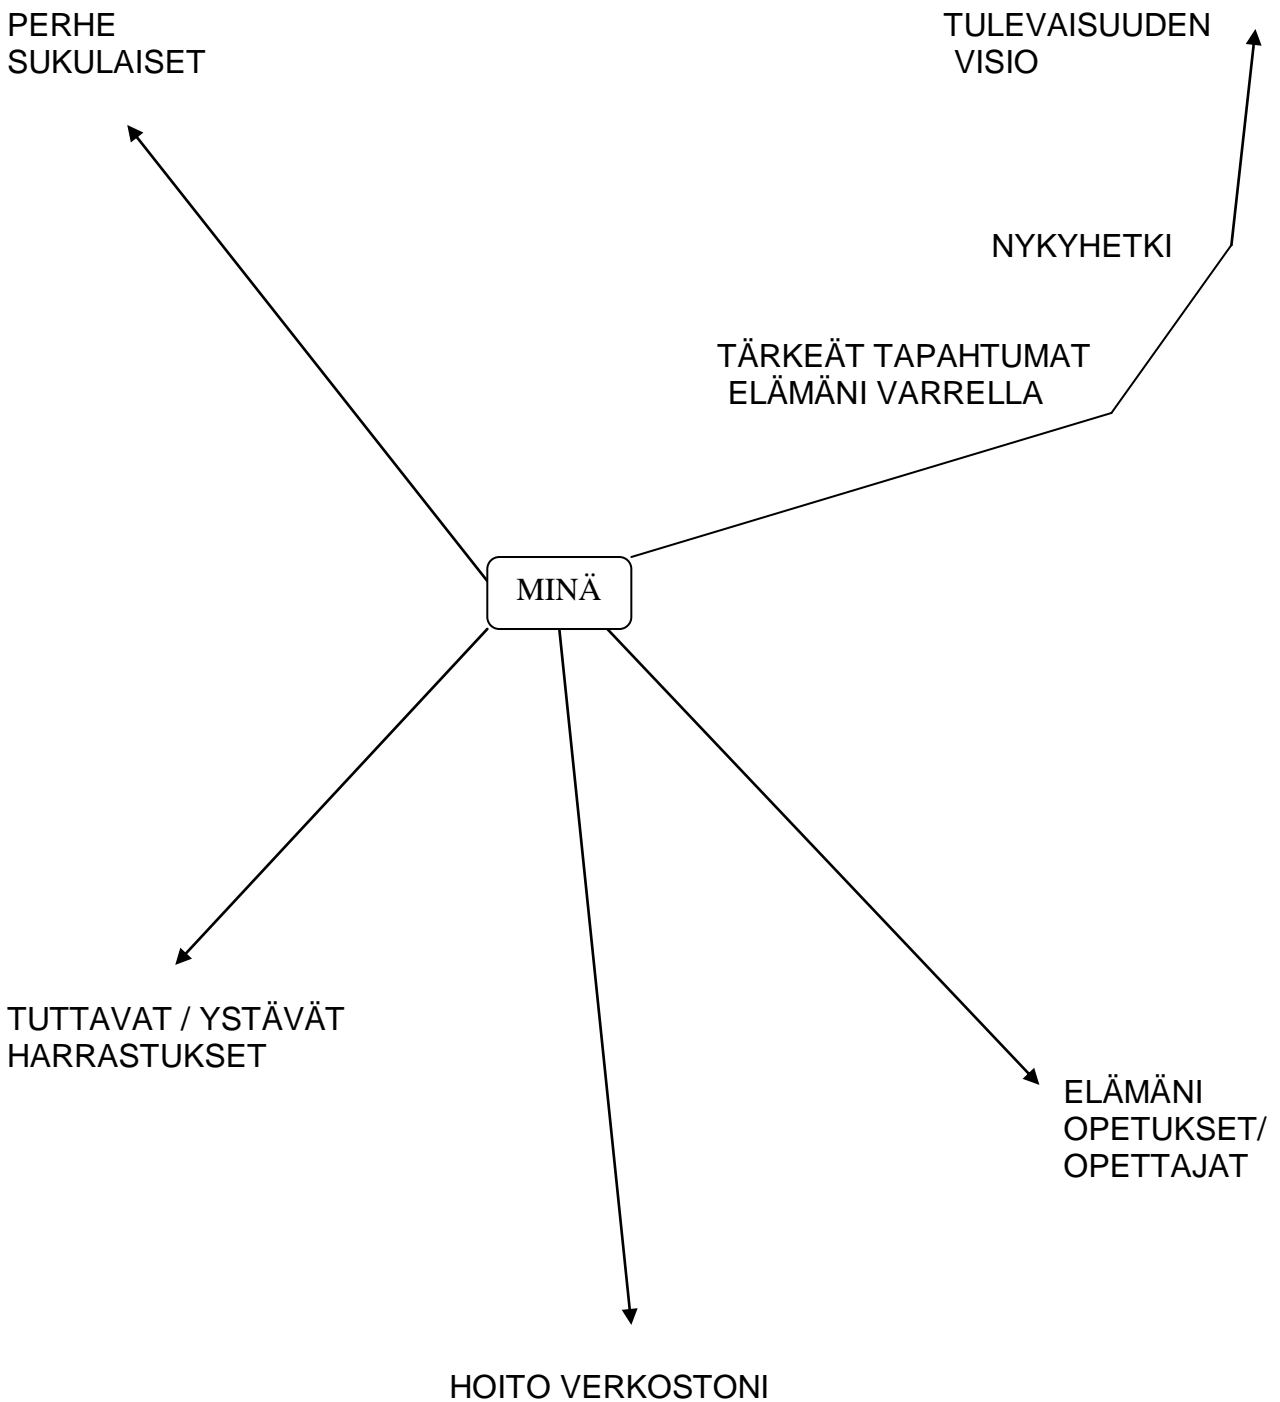 PERHE
SUKULAISET
TULEVAISUUDEN
VISIO
NYKYHETKI
TÄRKEÄT TAPAHTUMAT
ELÄMÄNI VARRELLA
MINÄ
TUTTAVAT / YSTÄVÄT
HARRASTUKSET
ELÄMÄNI
OPETUKSET/
OPETTAJAT
HOITO VERKOSTONI